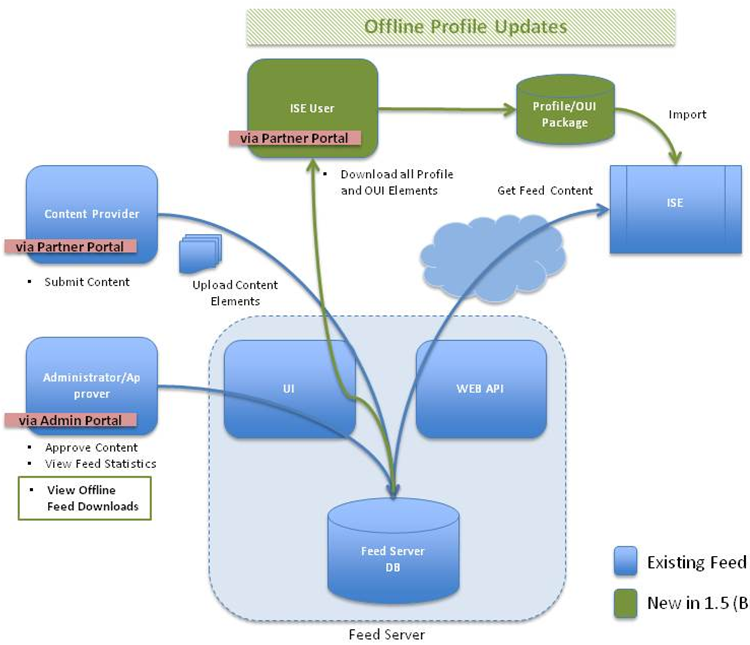 Offline Profile Updates
ISE User
via Partner Portal
Profile/OUI
Package
Import
▪ Download all Profile
and OUI Elements
Get Feed Content
ISE
Content Provider
via Partner Portal
▪ Submit Content
Upload Content
Elements
Administrator/Ap
prover
via Admin Portal
▪ Approve Content
▪ View Feed Statistics
▪ View Offline
Feed Downloads
UI
WEB API
Feed Server
DB
Feed Server
Existing Feed
New in 1.5 (B